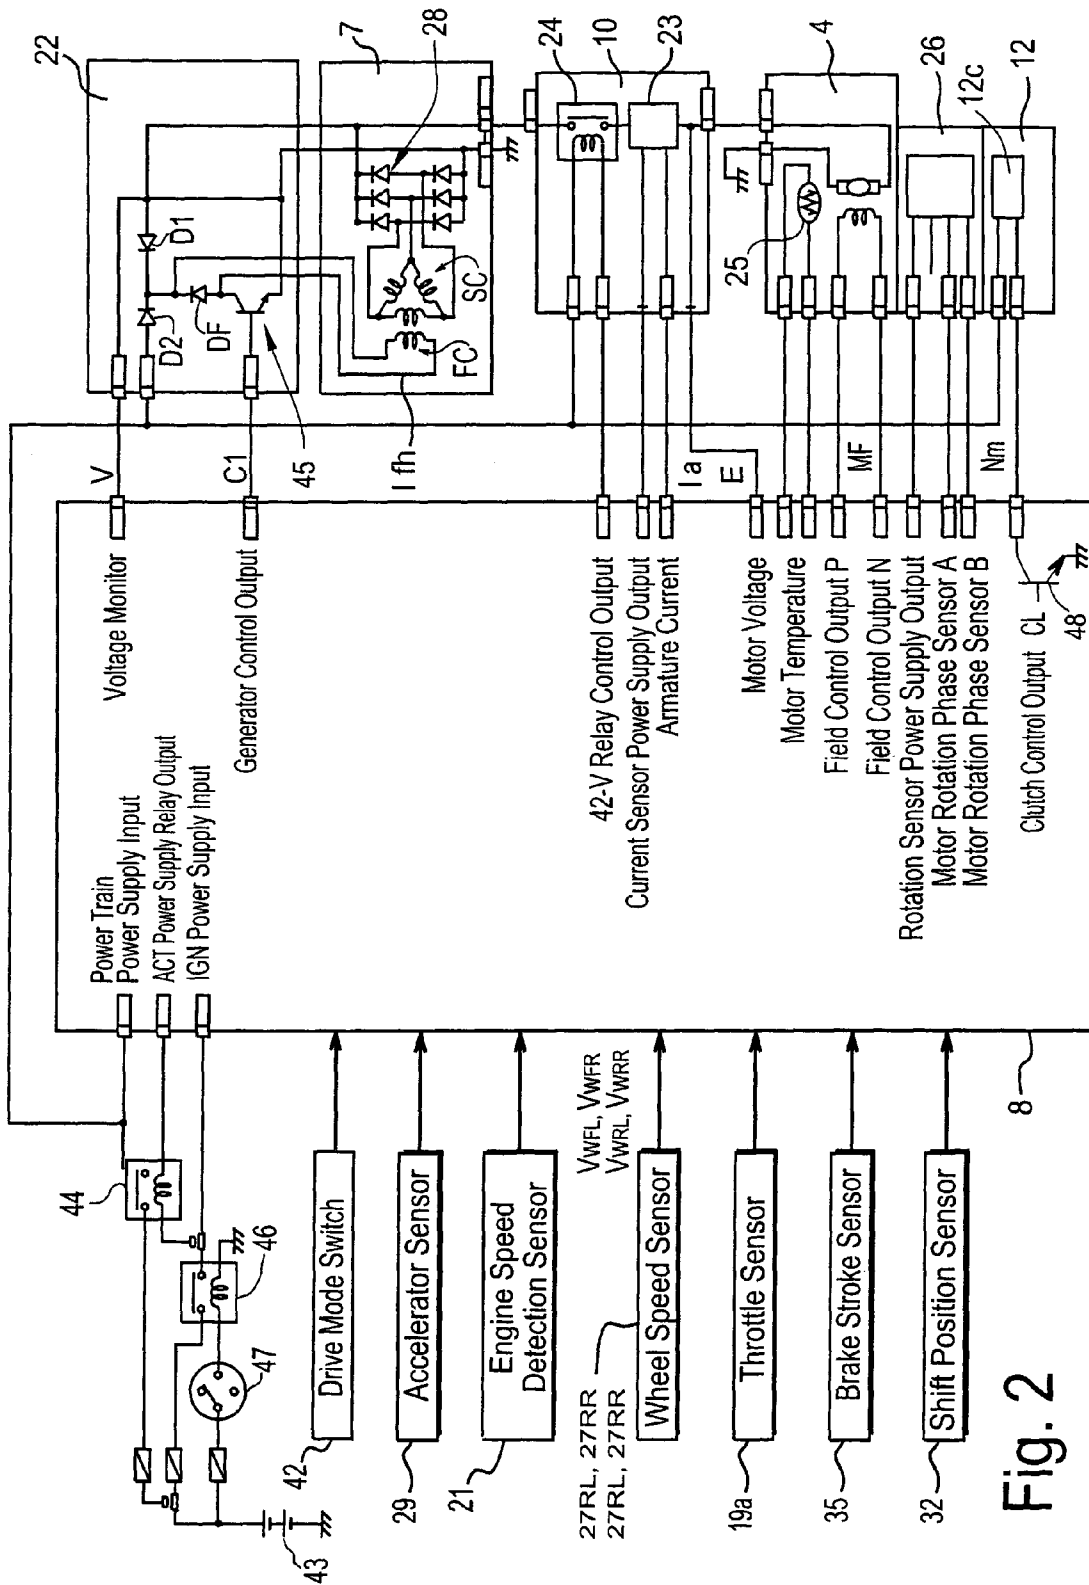 43
47
46
44
Power Train
Power Supply Input
ACT Power Supply Relay Output
IGN Power Supply Input
42
Drive Mode Switch
29
Accelerator Sensor
21
Engine Speed
Detection Sensor
27RL, 27RR
27RL, 27RR
Wheel Speed Sensor
VWFL, VWFR
VWRL, VWRR
19a
Throttle Sensor
35
Brake Stroke Sensor
32
Shift Position Sensor
8
Voltage Monitor
V
Generator Control Output
C1
45
22
D1
D2
DF
7
28
SC
FC
Ifh
42-V Relay Control Output
Current Sensor Power Supply Output
Armature Current
Ia
E
24
10
23
Motor Voltage
Motor Temperature
Field Control Output P
MF
Field Control Output N
Rotation Sensor Power Supply Output
Motor Rotation Phase Sensor A
Motor Rotation Phase Sensor B
Nm
Clutch Control Output CL
48
25
4
26
12c
12
Fig. 2